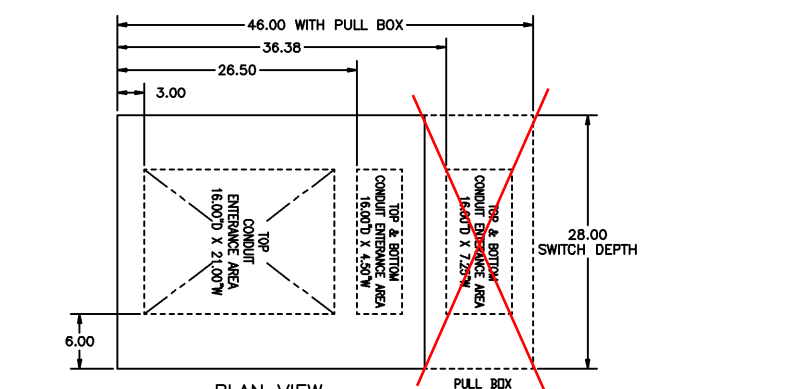 46.00 WITH PULL BOX
36.38
26.50
3.00
TOP
CONDUIT
ENTERANCE AREA
16.00"D X 21.00"W
TOP & BOTTOM
CONDUIT ENTERANCE AREA
16.00"D X 4.50"W
TOP & BOTTOM
CONDUIT ENTERANCE AREA
16.00"D X 7.25"W
28.00
SWITCH DEPTH
6.00
PLAN VIEW
PULL BOX